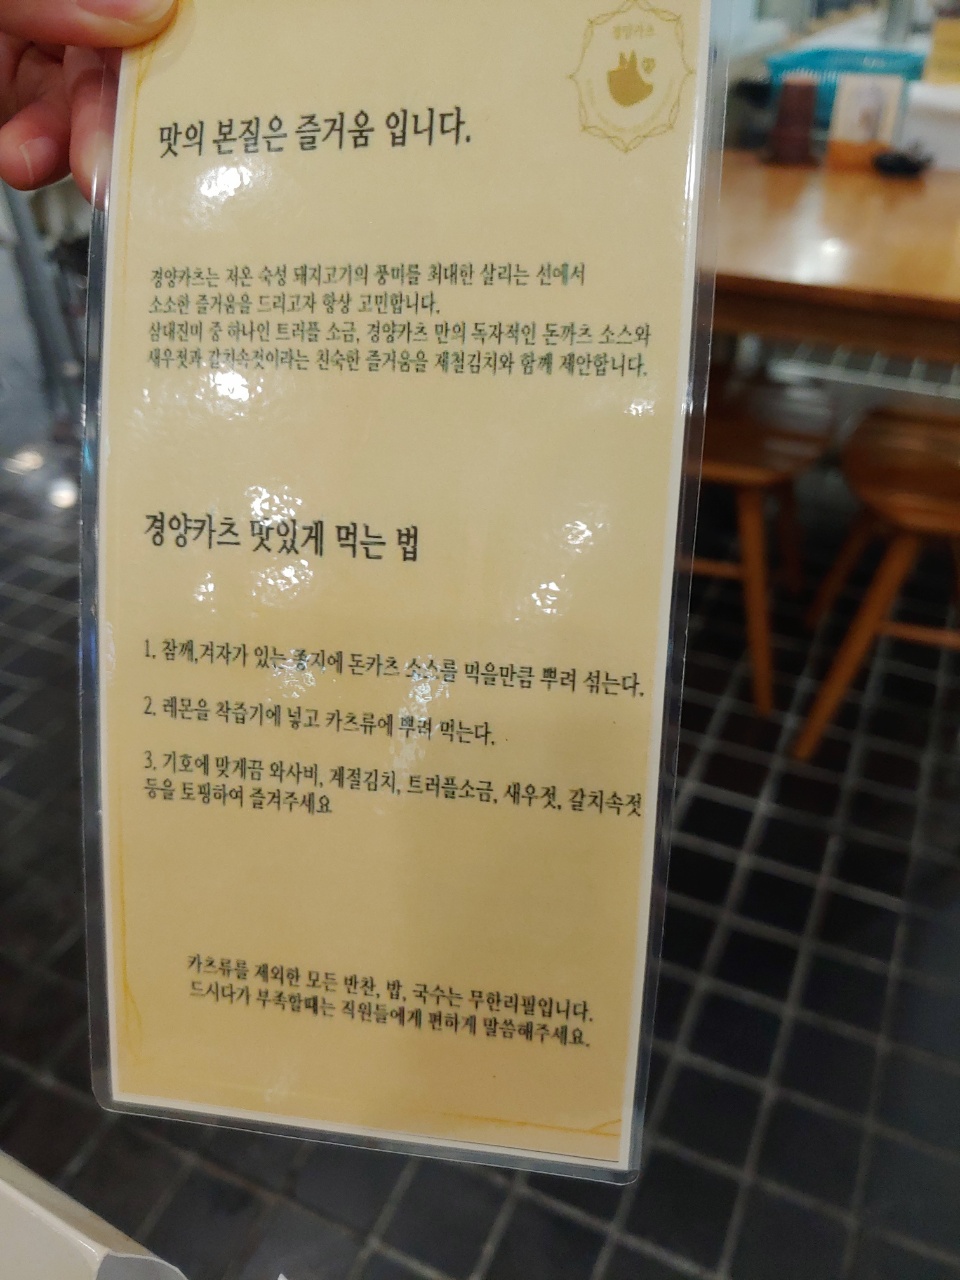 경양카츠
맛의 본질은 즐거움 입니다.
경양카츠는 저온 숙성 돼지고기의 풍미를 최대한 살리는 선에서
소소한 즐거움을 드리고자 항상 고민합니다.
삼대진미 중 하나인 트러플 소금, 경양카츠 만의 독자적인 돈까츠 소스와
새우젓과 갈치속젓이라는 친숙한 즐거움을 제철김치와 함께 제안합니다.
경양카츠 맛있게 먹는 법
1. 참깨,겨자가 있는 종지에 돈카츠 소스를 먹을만큼 뿌려 섞는다.
2. 레몬을 착즙기에 넣고 카츠류에 뿌려 먹는다.
3. 기호에 맞게끔 와사비, 계절김치, 트러플소금, 새우젓, 갈치속젓
등을 토핑하여 즐겨주세요
카츠류를 제외한 모든 반찬, 밥, 국수는 무한리필입니다.
드시다가 부족할때는 직원들에게 편하게 말씀해주세요.